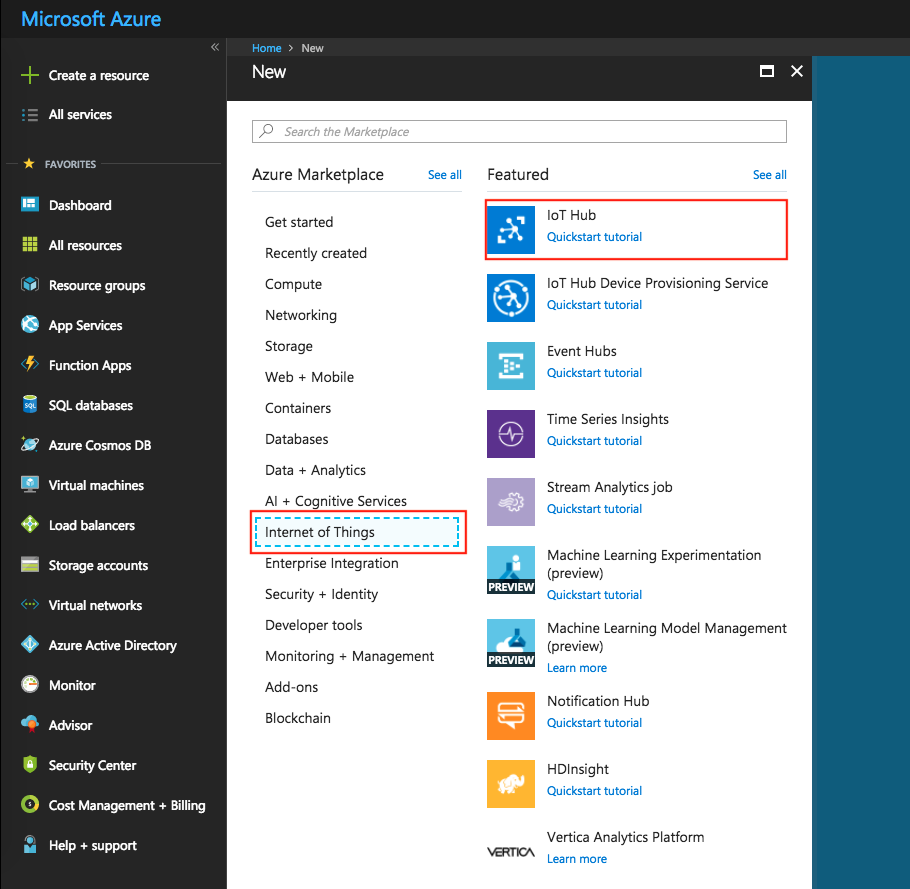 Microsoft Azure
«
Create a resource
All services
FAVORITES
Dashboard
All resources
Resource groups
App Services
Function Apps
SQL
SQL databases
Azure Cosmos DB
Virtual machines
Load balancers
Storage accounts
Virtual networks
Azure Active Directory
Monitor
Advisor
Security Center
Cost Management + Billing
Help + support
Home > New
New
Search the Marketplace
Azure Marketplace
See all
Get started
Recently created
Compute
Networking
Storage
Web + Mobile
Containers
Databases
Data + Analytics
AI + Cognitive Services
Internet of Things
Enterprise Integration
Security + Identity
Developer tools
Monitoring + Management
Add-ons
Blockchain
Featured
See all
IoT Hub
Quickstart tutorial
IoT Hub Device Provisioning Service
Quickstart tutorial
Event Hubs
Quickstart tutorial
Time Series Insights
Quickstart tutorial
Stream Analytics job
Quickstart tutorial
Machine Learning Experimentation
(preview)
PREVIEW
Quickstart tutorial
Machine Learning Model Management
(preview)
PREVIEW
Learn more
Notification Hub
Quickstart tutorial
HDInsight
Quickstart tutorial
Vertica Analytics Platform
VERTICA
Learn more